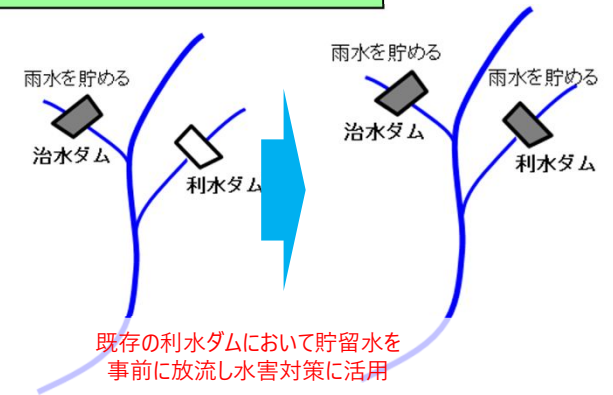 雨水を貯める
治水ダム
利水ダム
雨水を貯める
雨水を貯める
治水ダム
利水ダム
既存の利水ダムにおいて貯留水を
事前に放流し水害対策に活用